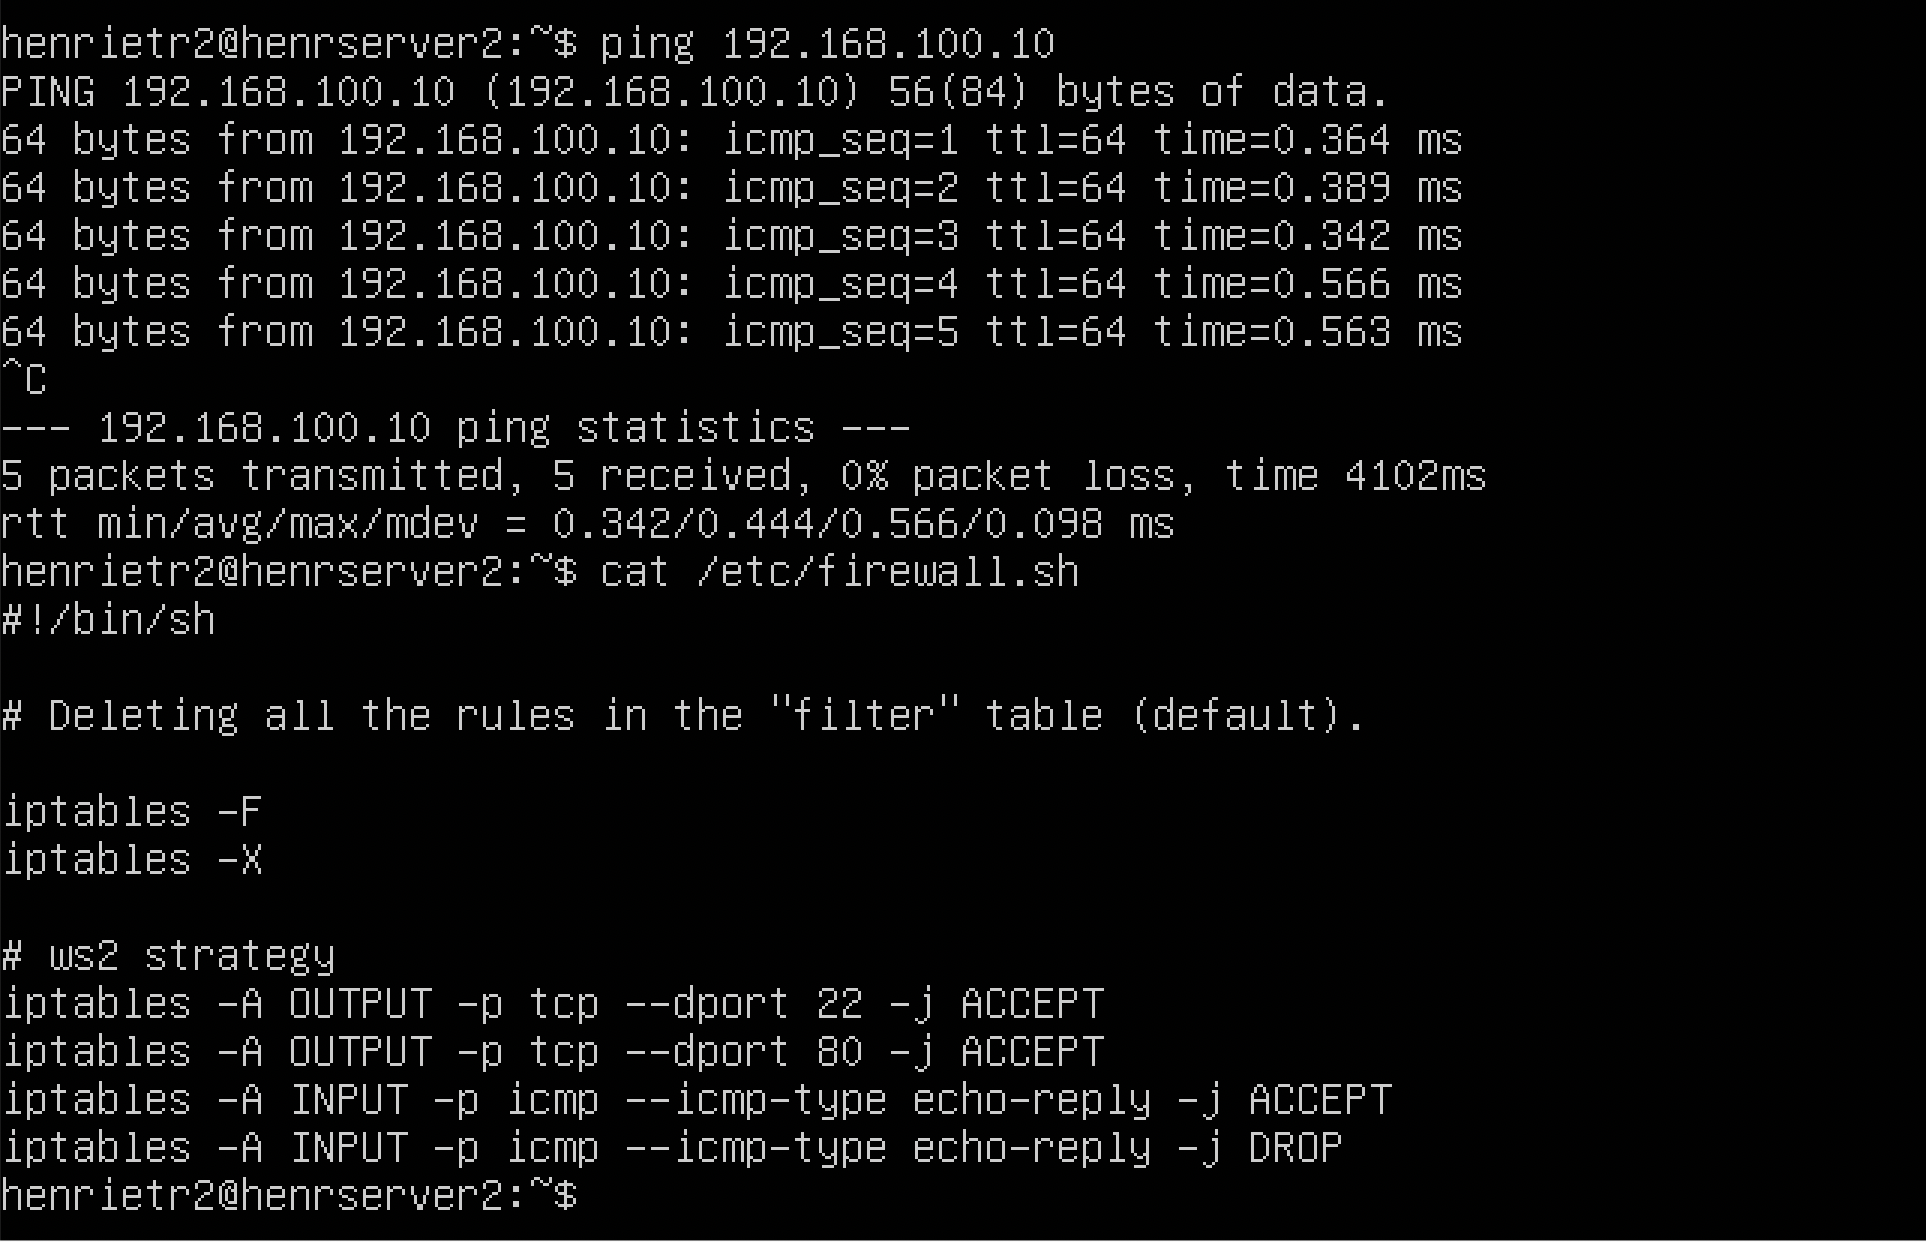 henrietr2@henrserver2:~$ ping 192.168.100.10
PING 192.168.100.10 (192.168.100.10) 56(84) bytes of data.
64 bytes from 192.168.100.10: icmp_seq=1 ttl=64 time=0.364 ms
64 bytes from 192.168.100.10: icmp_seq=2 ttl=64 time=0.389 ms
64 bytes from 192.168.100.10: icmp_seq=3 ttl=64 time=0.342 ms
64 bytes from 192.168.100.10: icmp_seq=4 ttl=64 time=0.566 ms
64 bytes from 192.168.100.10: icmp_seq=5 ttl=64 time=0.563 ms
^C
--- 192.168.100.10 ping statistics ---
5 packets transmitted, 5 received, 0% packet loss, time 4102ms
rtt min/avg/max/mdev = 0.342/0.444/0.566/0.098 ms
henrietr2@henrserver2:~$ cat /etc/firewall.sh
#!/bin/sh
# Deleting all the rules in the "filter" table (default).
iptables -F
iptables -X
# ws2 strategy
iptables -A OUTPUT -p tcp --dport 22 -j ACCEPT
iptables -A OUTPUT -p tcp --dport 80 -j ACCEPT
iptables -A INPUT -p icmp --icmp-type echo-reply -j ACCEPT
iptables -A INPUT -p icmp --icmp-type echo-reply -j DROP
henrietr2@henrserver2:~$